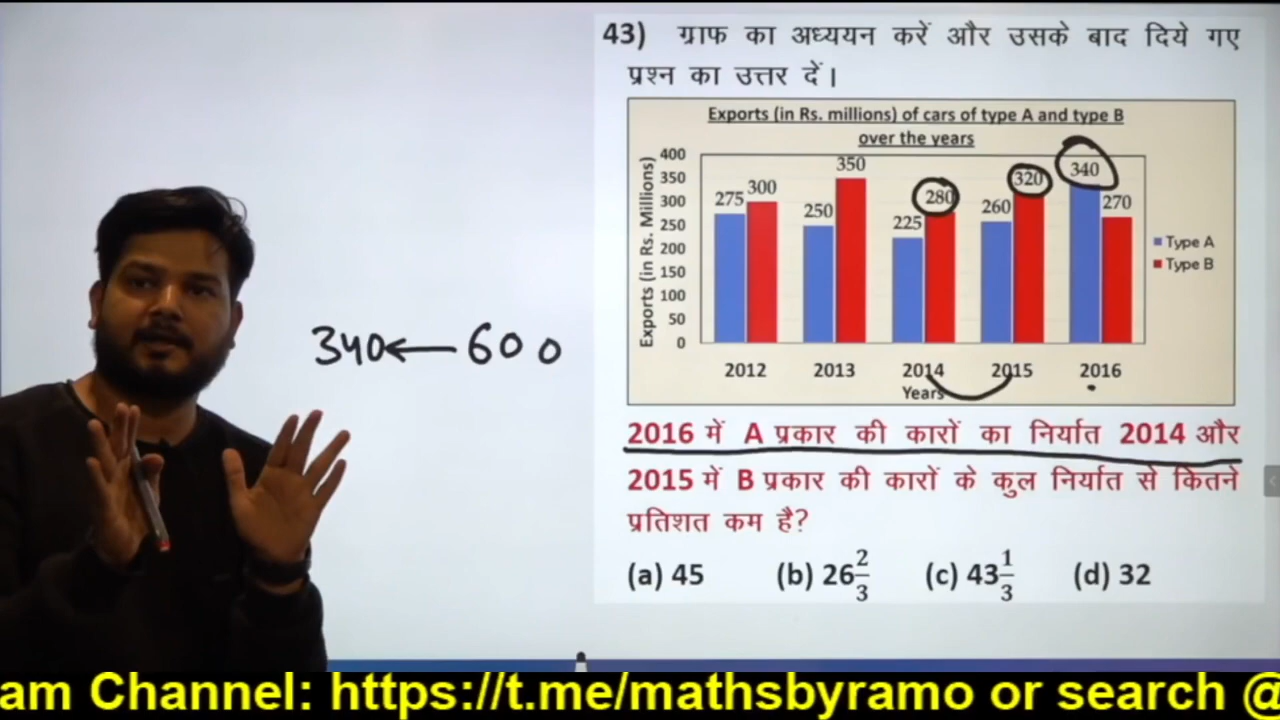 43) ग्राफ का अध्ययन करें और उसके बाद दिये गए
प्रश्न का उत्तर दें।
Exports (in Rs. millions) of cars of type A and type B
over the years
Exports (in Rs. Millions)
400
350
300
250
200
150
100
50
0
275 300
250 350
225 280
260 320
340 270
2012 2013 2014 2015 2016
Years
Type A
Type B
340 ← 600
2016 में A प्रकार की कारों का निर्यात 2014 और
2015 में B प्रकार की कारों के कुल निर्यात से कितने
प्रतिशत कम है?
(a) 45 (b) 26 2/3 (c) 43 1/3 (d) 32
am Channel: https://t.me/mathsbyramo or search @